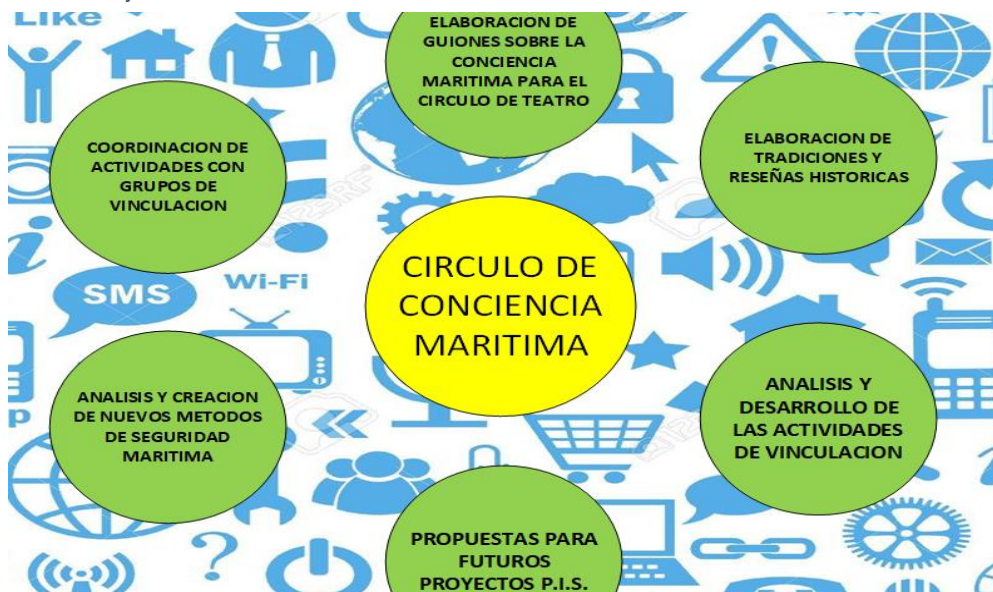 Like
ELABORACION DE
GUIONES SOBRE LA
CONCIENCIA
MARITIMA PARA EL
CIRCULO DE TEATRO
COORDINACION DE
ACTIVIDADES CON
GRUPOS DE
VINCULACION
ELABORACION DE
TRADICIONES Y
RESEÑAS HISTORICAS
CIRCULO DE
CONCIENCIA
MARITIMA
SMS
Wi-Fi
ANALISIS Y CREACION
DE NUEVOS METODOS
DE SEGURIDAD
MARITIMA
ANALISIS Y
DESARROLLO DE
LAS ACTIVIDADES
DE VINCULACION
PROPUESTAS PARA
FUTUROS
PROYECTOS P.I.S.